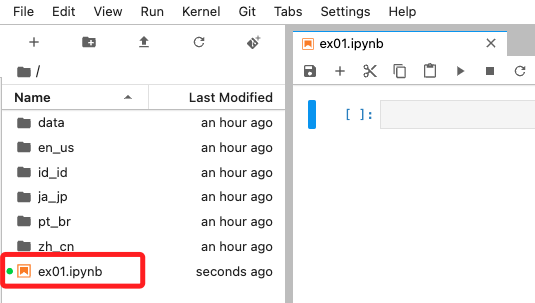 File Edit View Run Kernel Git Tabs Settings Help
ex01.ipynb
/
Name Last Modified
[ ]:
data an hour ago
en_us an hour ago
id_id an hour ago
ja_jp an hour ago
pt_br an hour ago
zh_cn an hour ago
ex01.ipynb seconds ago